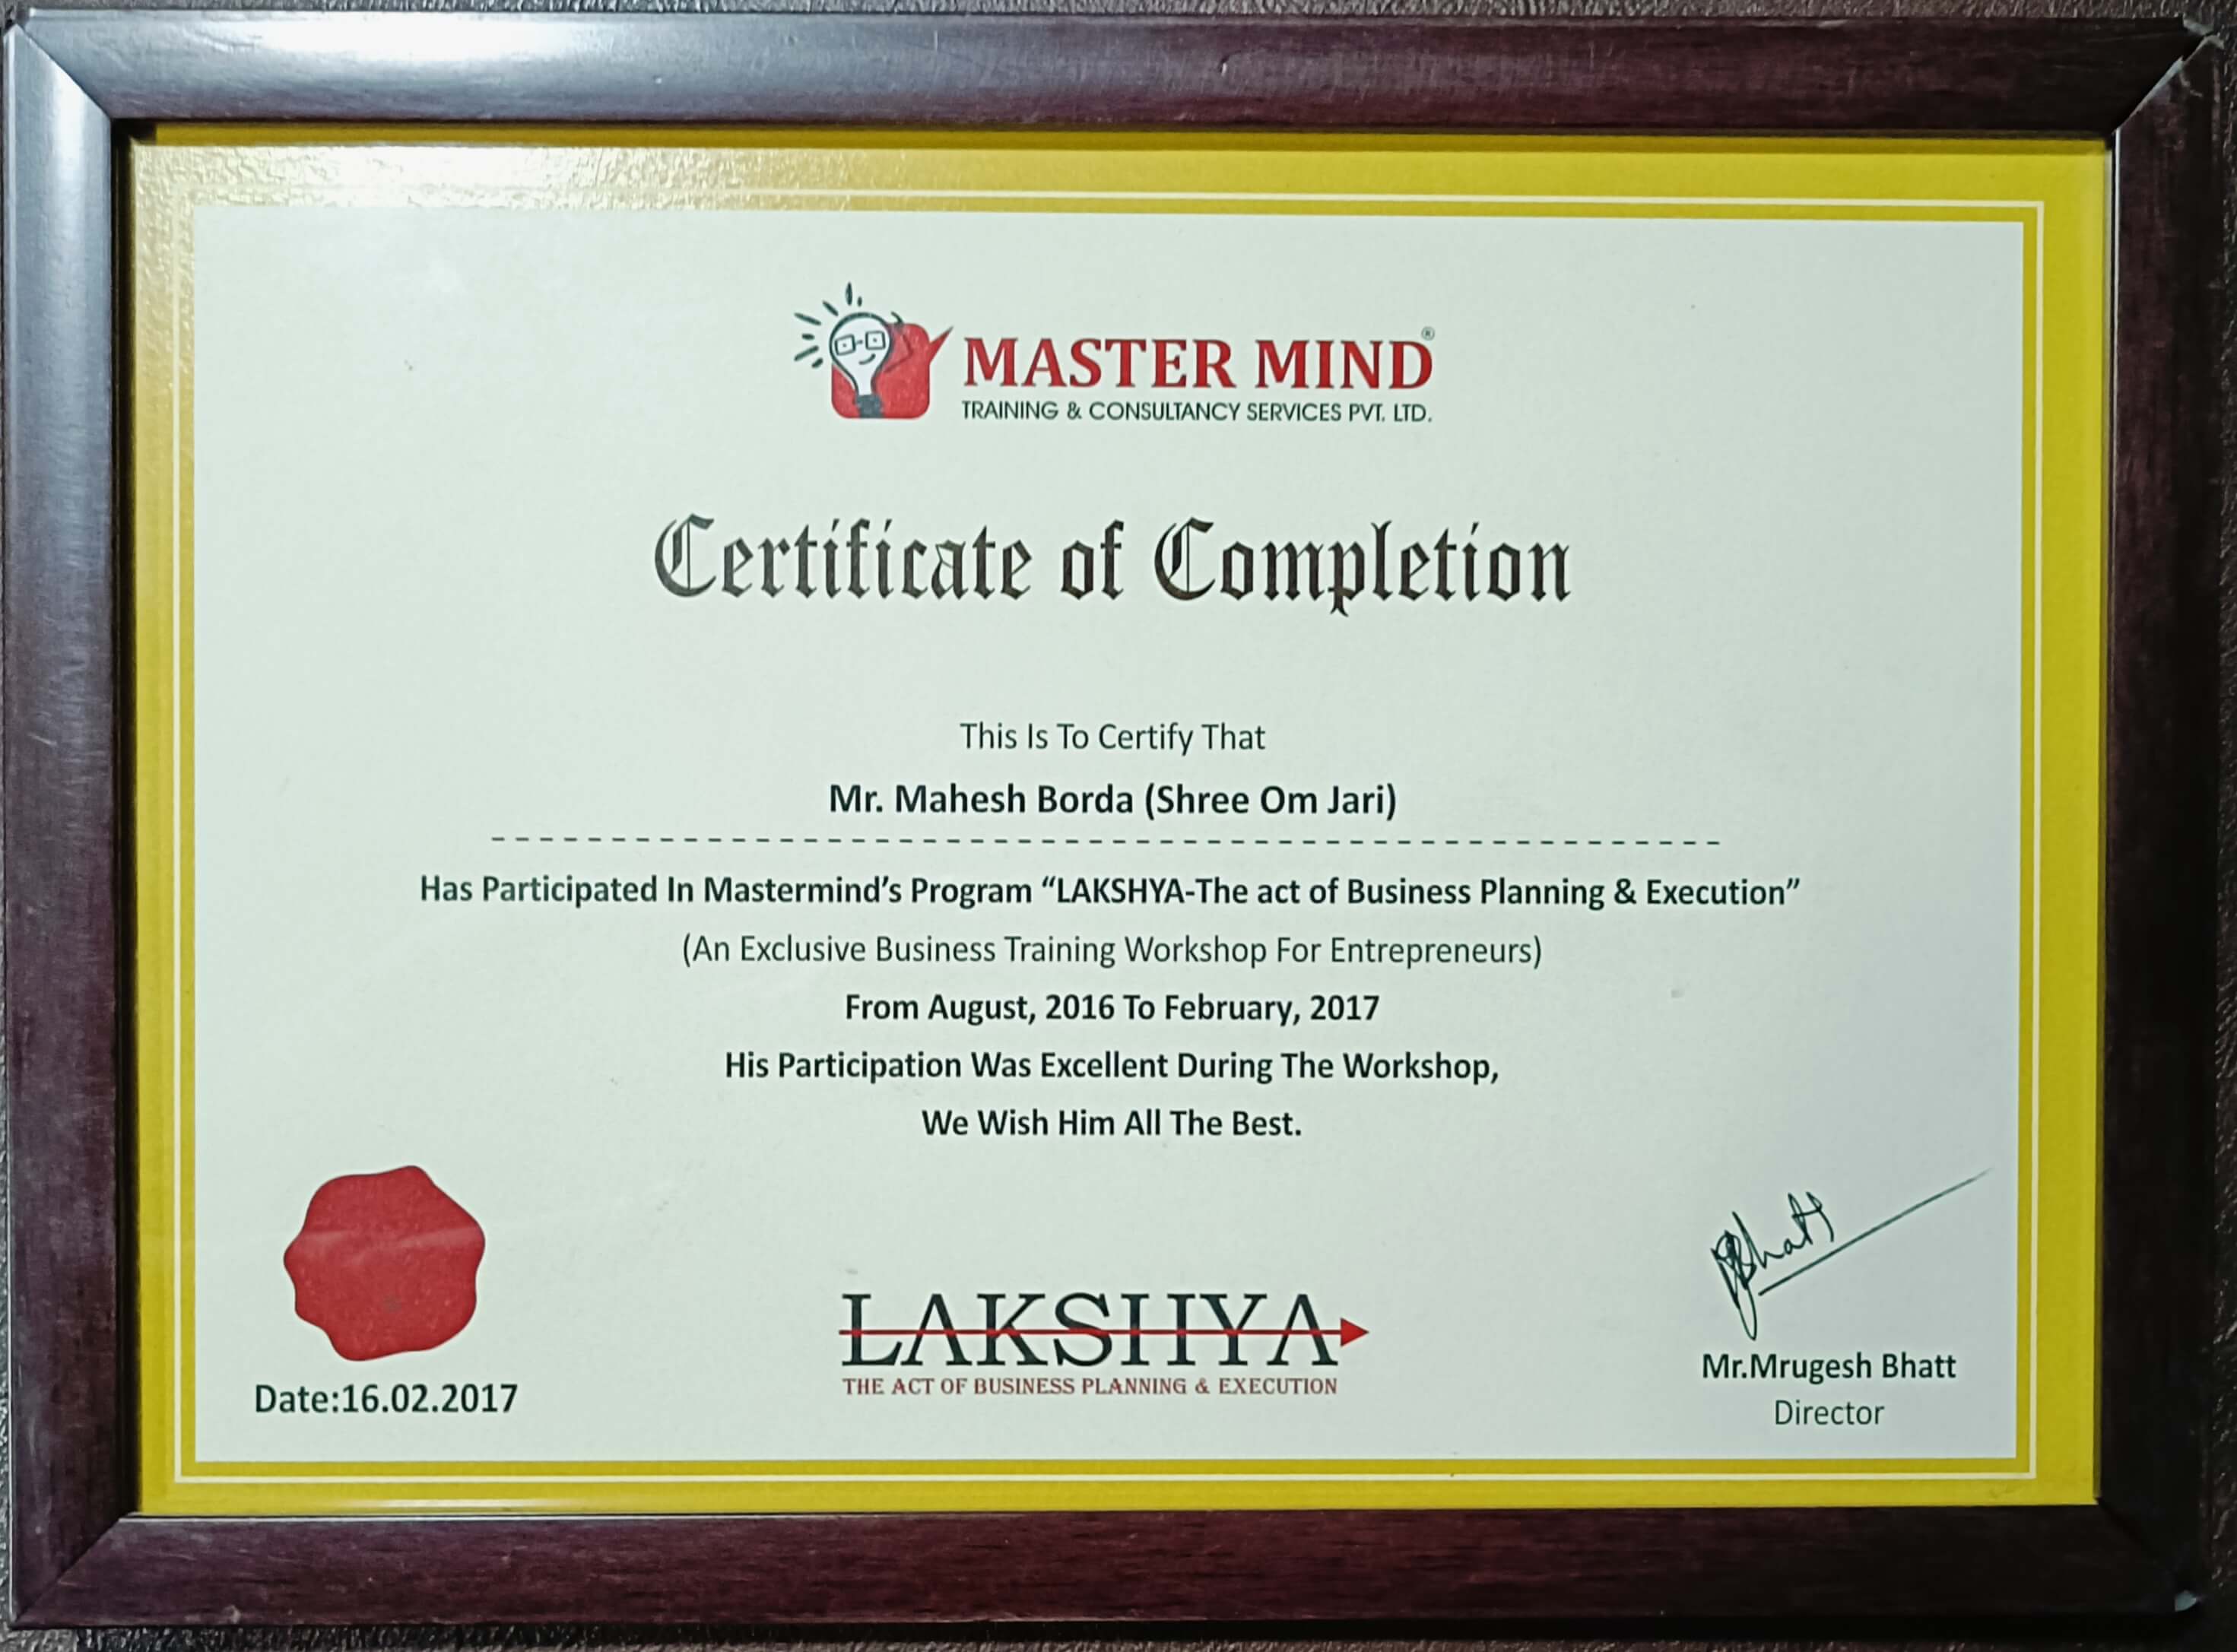 MASTER MIND®
TRAINING & CONSULTANCY SERVICES PVT. LTD.
Certificate of Completion
This Is To Certify That
Mr. Mahesh Borda (Shree Om Jari)
Has Participated In Mastermind’s Program “LAKSHYA-The act of Business Planning & Execution”
(An Exclusive Business Training Workshop For Entrepreneurs)
From August, 2016 To February, 2017
His Participation Was Excellent During The Workshop,
We Wish Him All The Best.
Bhatt
Date:16.02.2017
LAKSHYA
THE ACT OF BUSINESS PLANNING & EXECUTION
Mr.Mrugesh Bhatt
Director